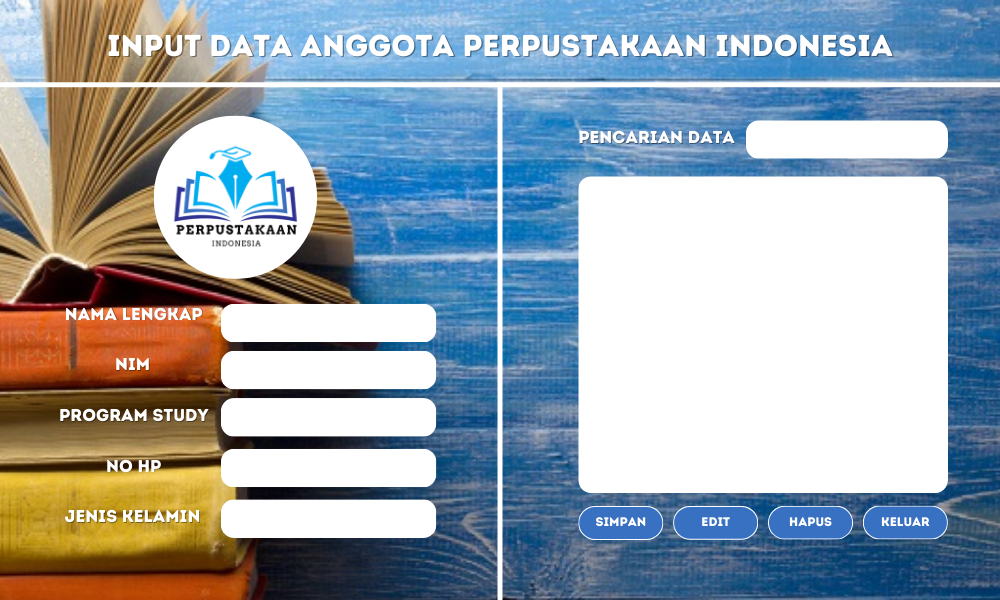 INPUT DATA ANGGOTA PERPUSTAKAAN INDONESIA
PERPUSTAKAAN
INDONESIA
NAMA LENGKAP
NIM
PROGRAM STUDY
NO HP
JENIS KELAMIN
PENCARIAN DATA
SIMPAN
EDIT
HAPUS
KELUAR